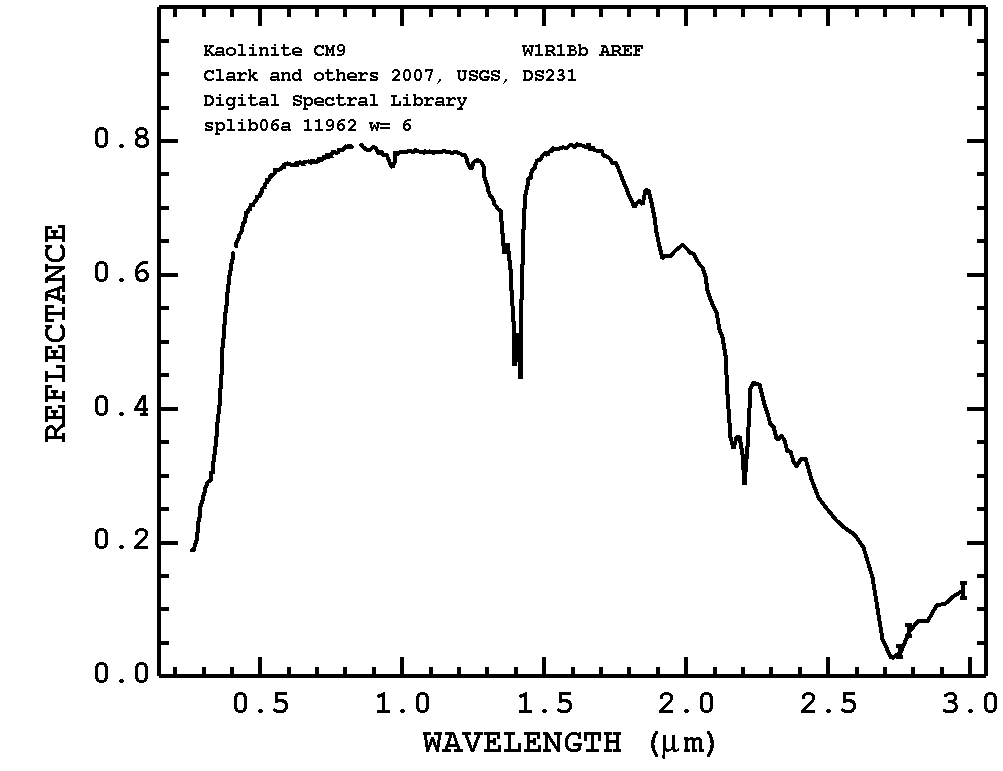 Kaolinite CM9 W1R1Bb AREF
Clark and others 2007, USGS, DS231
Digital Spectral Library
splib06a 11962 w= 6
0.8
0.6
0.4
0.2
0.0
REFLECTANCE
0.5 1.0 1.5 2.0 2.5 3.0
WAVELENGTH (μm)